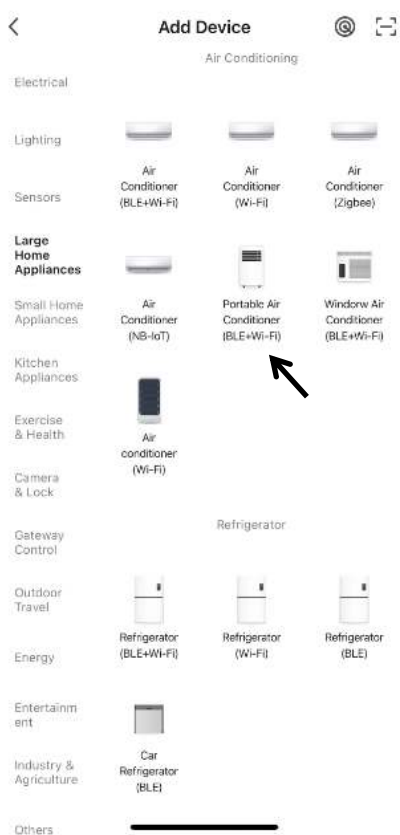 Add Device
Air Conditioning
Electrical
Lighting
Sensors
Large
Home
Appliances
Small Home
Appliances
Kitchen
Appliances
Exercise
& Health
Camera
& Lock
Gateway
Control
Outdoor
Travel
Energy
Entertainm
ent
Industry &
Agriculture
Others
Air
Conditioner
(BLE+Wi-Fi)
Air
Conditioner
(Wi-Fi)
Air
Conditioner
(Zigbee)
Air
Conditioner
(NB-IoT)
Portable Air
Conditioner
(BLE+Wi-Fi)
Windorw Air
Conditioner
(BLE+Wi-Fi)
Air
conditioner
(Wi-Fi)
Refrigerator
Refrigerator
(BLE+Wi-Fi)
Refrigerator
(Wi-Fi)
Refrigerator
(BLE)
Car
Refrigerator
(BLE)